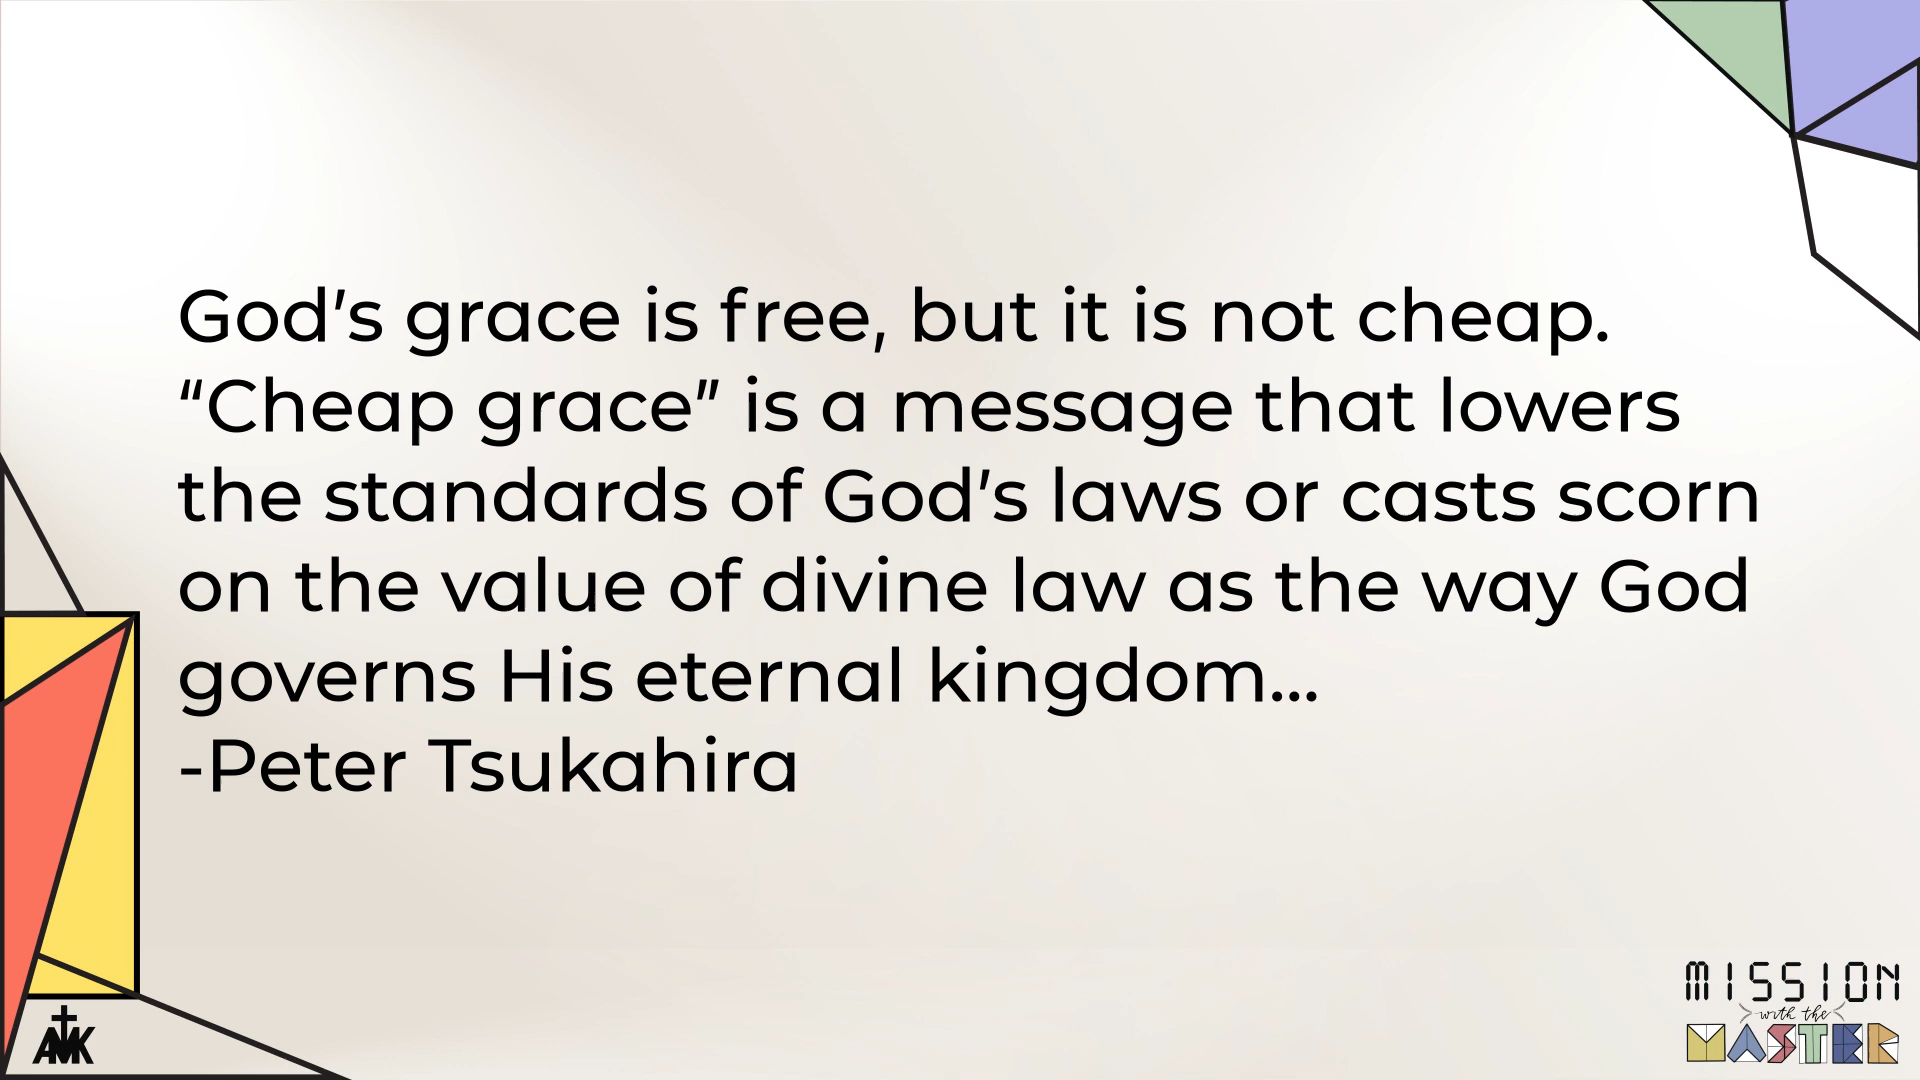 God’s grace is free, but it is not cheap.
“Cheap grace” is a message that lowers
the standards of God’s laws or casts scorn
on the value of divine law as the way God
governs His eternal kingdom...
-Peter Tsukahira
AMK
MISSION
with the
MASTER